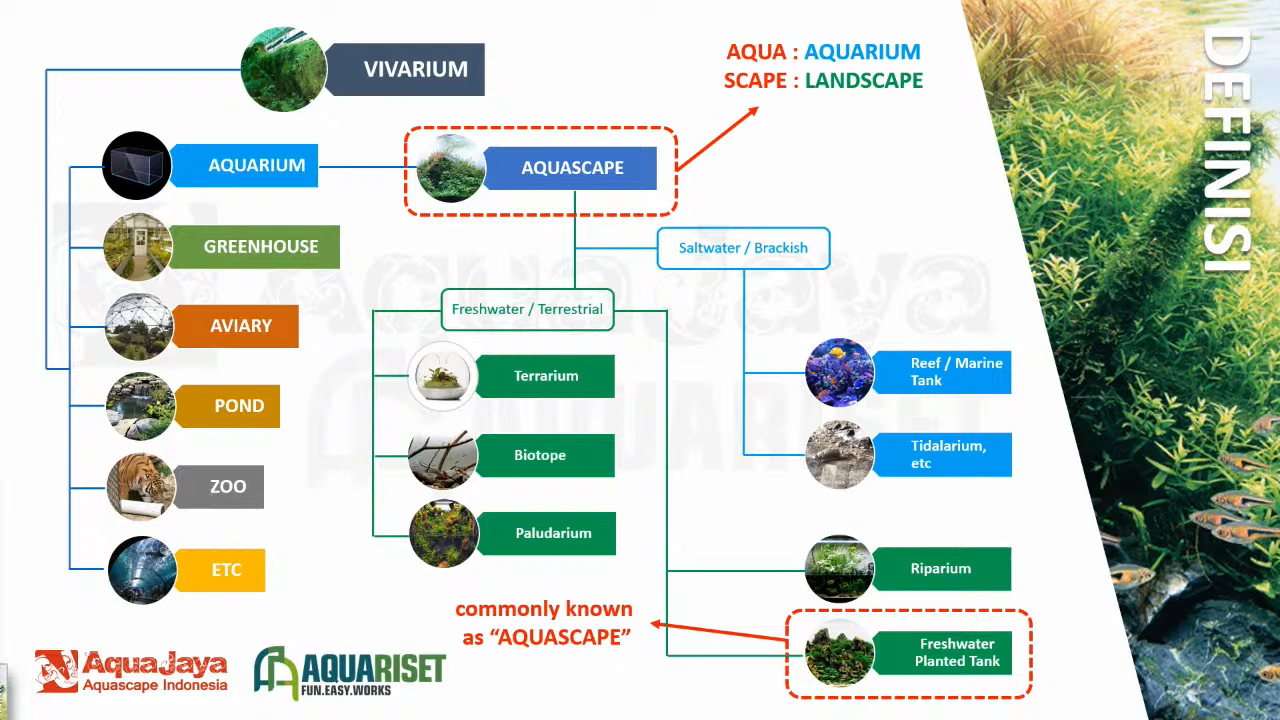 VIVARIUM
AQUA : AQUARIUM
SCAPE : LANDSCAPE
DEFINISI
AQUARIUM
AQUASCAPE
GREENHOUSE
Saltwater / Brackish
AVIARY
Freshwater / Terrestrial
POND
Terrarium
Reef / Marine
Tank
ZOO
Biotope
Tidalarium,
etc
ETC
Paludarium
Riparium
commonly known
as “AQUASCAPE”
Freshwater
Planted Tank
AquaJaya
Aquascape Indonesia
AQUARISET
FUN.EASY.WORKS
AquaJaya
AQUARISET